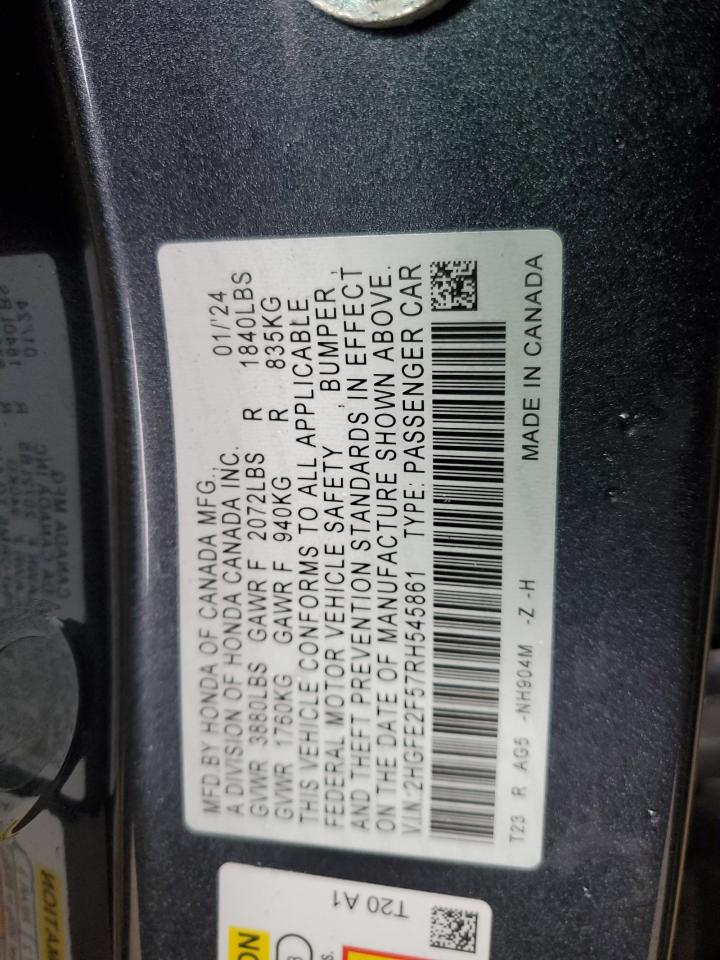 MFD.BY HONDA OF CANADA MFG.,
A DIVISION OF HONDA CANADA INC. 01/'24
GVWR 3880LBS GAWR F 2072LBS R 1840LBS
GVWR 1760KG GAWR F 940KG R 835KG
THIS VEHICLE CONFORMS TO ALL APPLICABLE
FEDERAL MOTOR VEHICLE SAFETY, BUMPER,
AND THEFT PREVENTION STANDARDS IN EFFECT
ON THE DATE OF MANUFACTURE SHOWN ABOVE.
V.I.N:2HGFE2F57RH545861 TYPE: PASSENGER CAR
T23 R AG5 -NH904M -Z -H MADE IN CANADA
T20 A1